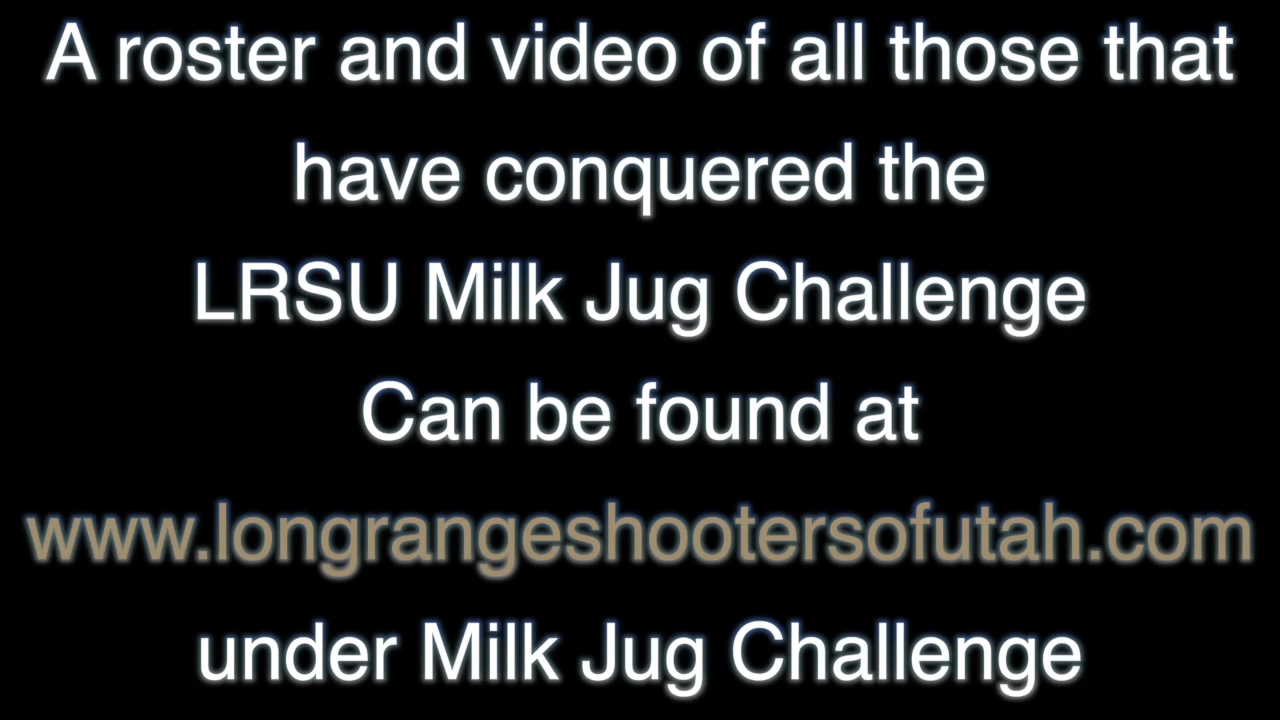 A roster and video of all those that
have conquered the
LRSU Milk Jug Challenge
Can be found at
www.longrangeshootersofutah.com
under Milk Jug Challenge